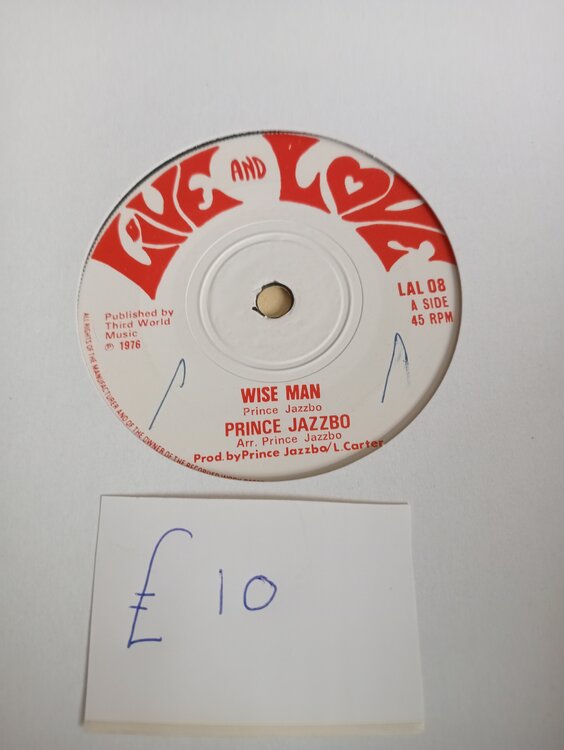 LIVE AND LOVE
LAL 08
A SIDE
45 RPM
Published by
Third World
Music
℗ 1976
WISE MAN
Prince Jazzbo
PRINCE JAZZBO
Arr. Prince Jazzbo
Prod. by Prince Jazzbo/L. Carter
ALL RIGHTS OF THE MANUFACTURER AND OF THE OWNER OF THE RECORDED WORK
£10